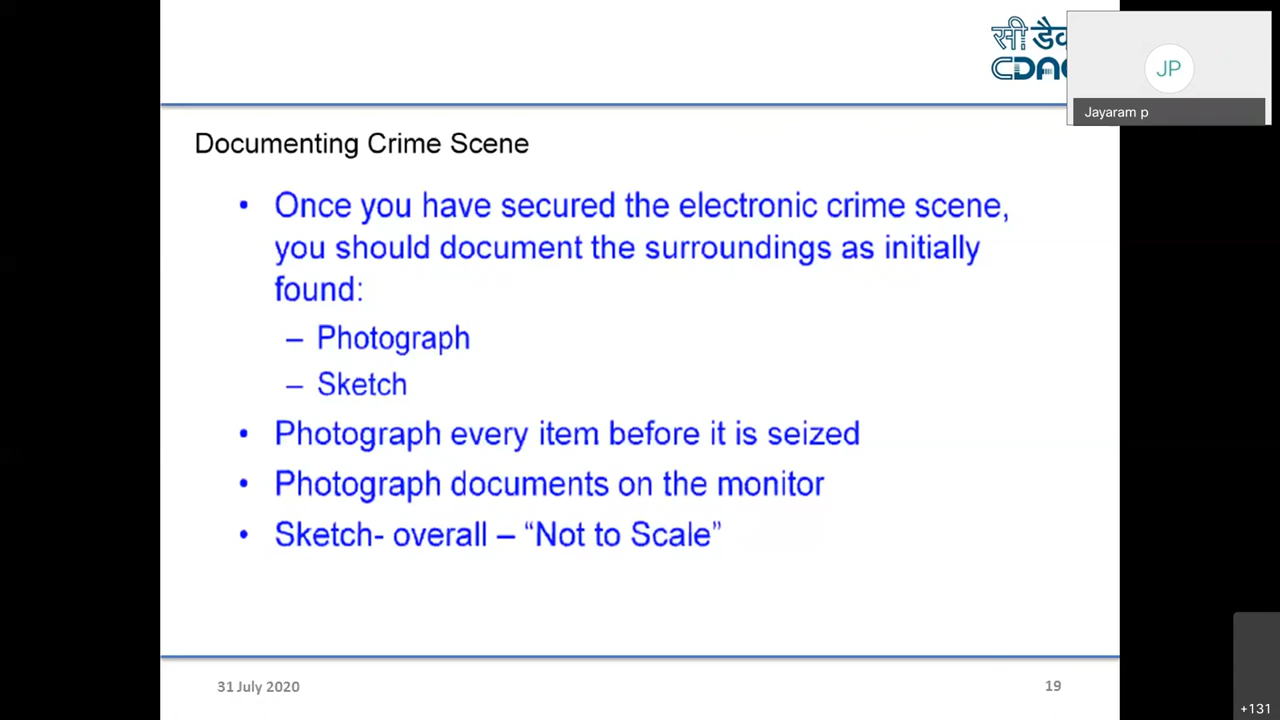 सी डैक
CDAC
JP
Jayaram p
Documenting Crime Scene
• Once you have secured the electronic crime scene,
you should document the surroundings as initially
found:
– Photograph
– Sketch
• Photograph every item before it is seized
• Photograph documents on the monitor
• Sketch- overall – “Not to Scale”
31 July 2020
19
+131